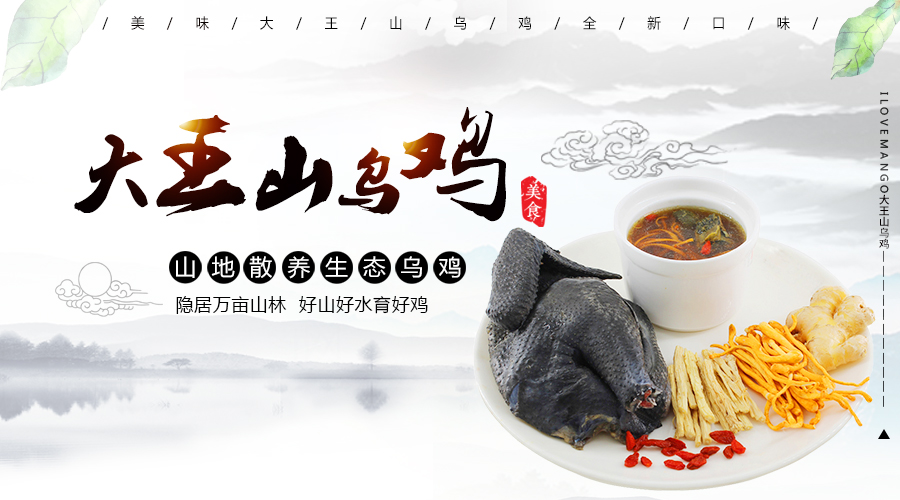 / 美 / 味 / 大 / 王 / 山 / 乌 / 鸡 / 全 / 新 / 口 / 味 /
大王山乌鸡
美食
山地散养生态乌鸡
隐居万亩山林 好山好水育好鸡
ILOVEMANGO大王山乌鸡